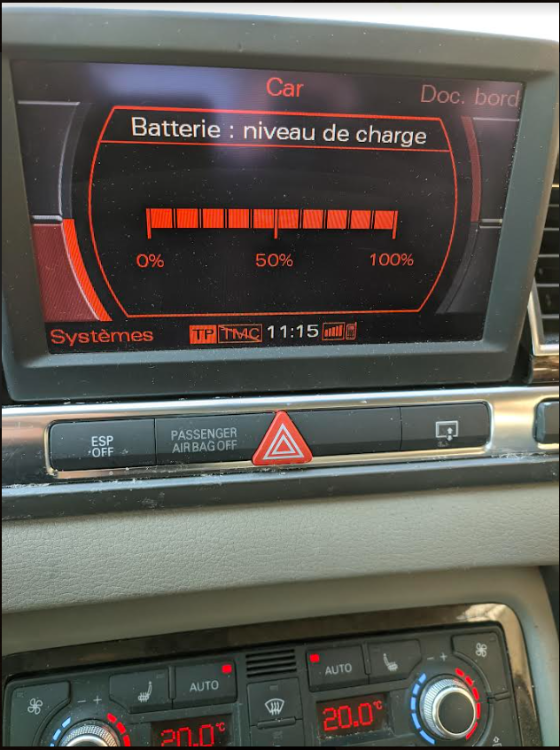 Car
Doc. bord
Batterie : niveau de charge
0% 50% 100%
Systèmes TP TMC 11:15
ESP
OFF
PASSENGER
AIRBAG OFF
AUTO
AUTO
20.0°C
20.0°C